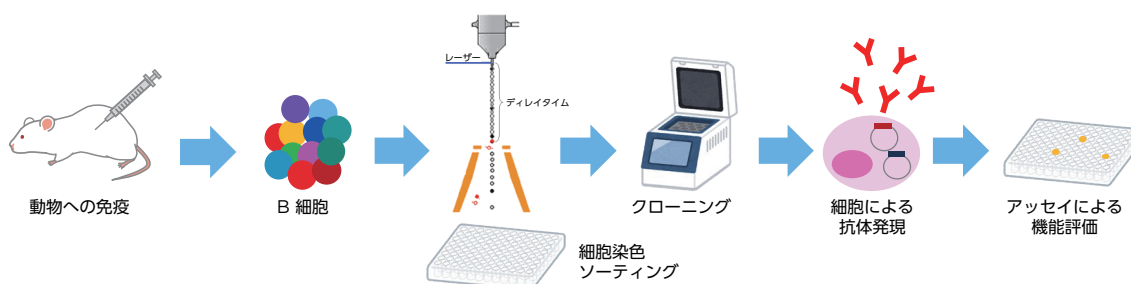 レーザー
ディレイタイム
動物への免疫
B 細胞
細胞染色
ソーティング
クローニング
細胞による
抗体発現
アッセイによる
機能評価